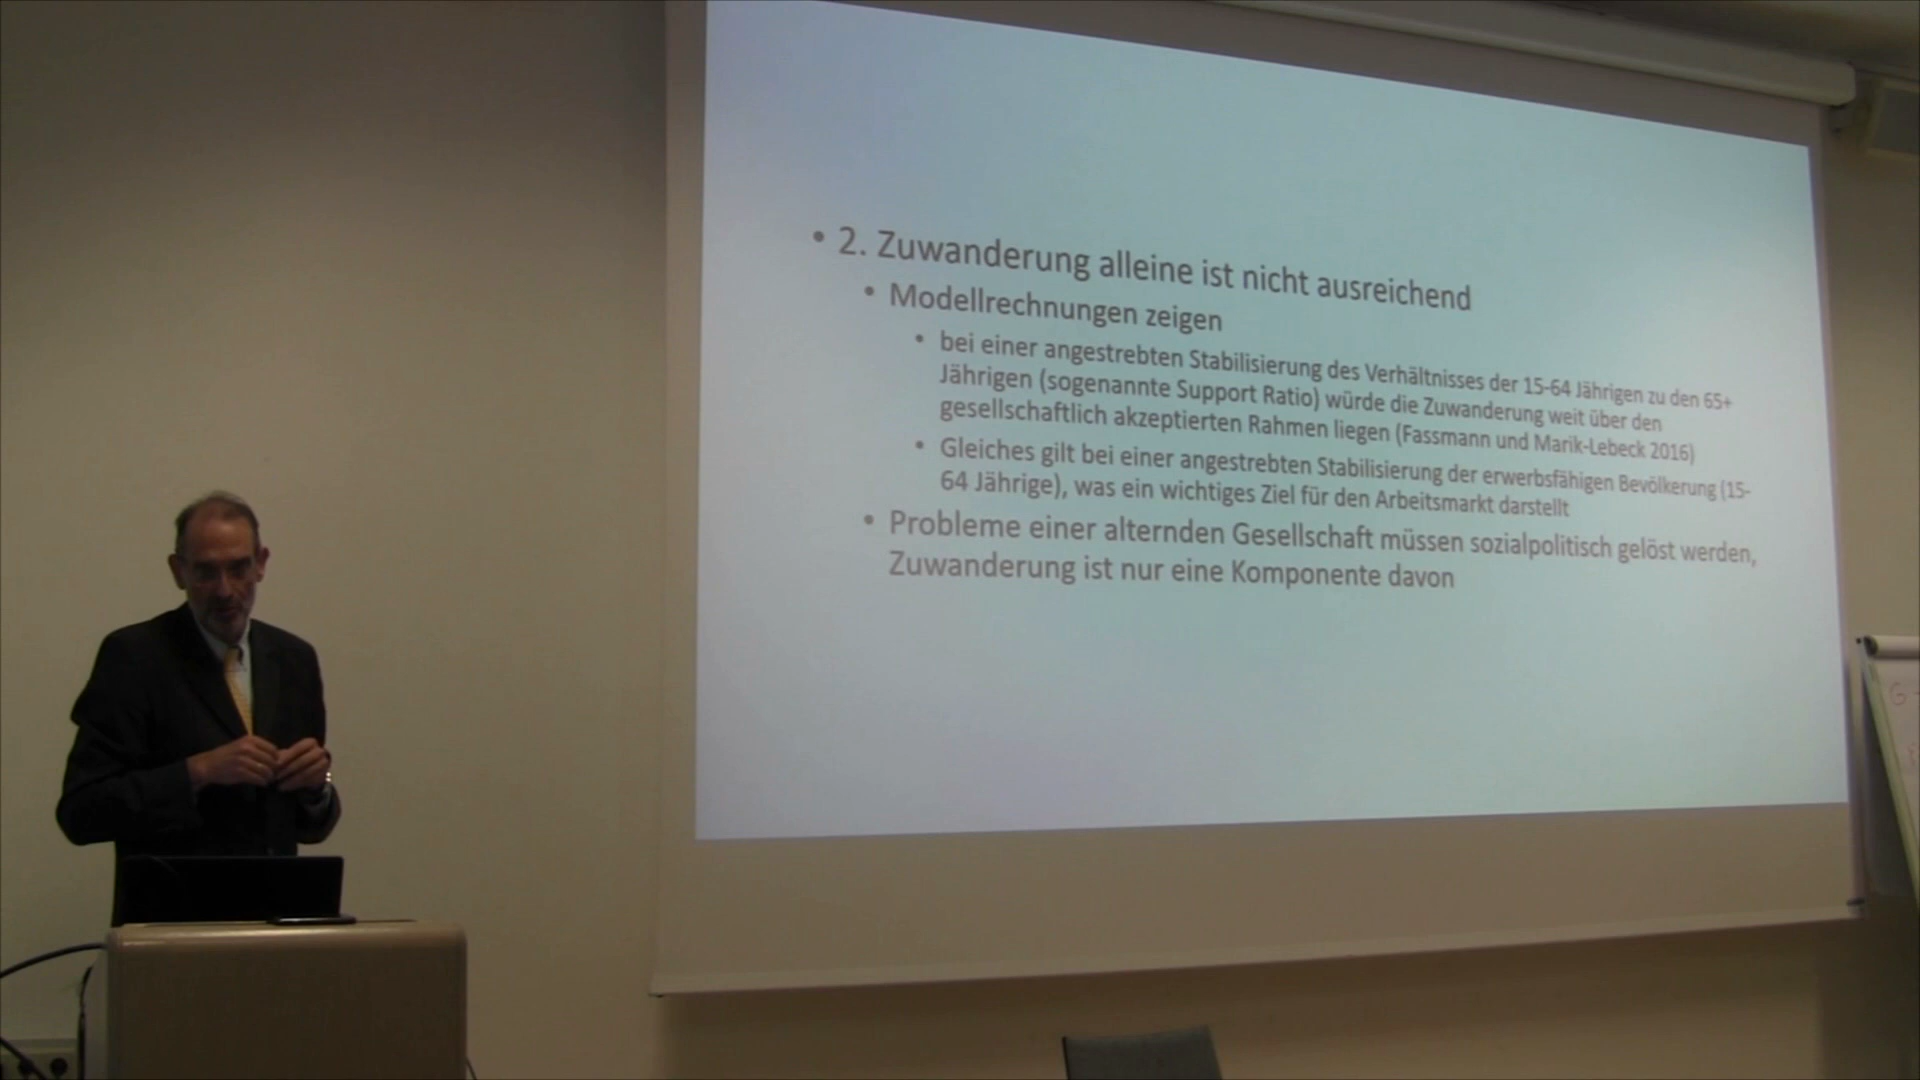 • 2. Zuwanderung alleine ist nicht ausreichend
• Modellrechnungen zeigen
• bei einer angestrebten Stabilisierung des Verhältnisses der 15-64 Jährigen zu den 65+
Jährigen (sogenannte Support Ratio) würde die Zuwanderung weit über den
gesellschaftlich akzeptierten Rahmen liegen (Fassmann und Marik-Lebeck 2016)
• Gleiches gilt bei einer angestrebten Stabilisierung der erwerbsfähigen Bevölkerung (15-
64 Jährige), was ein wichtiges Ziel für den Arbeitsmarkt darstellt
• Probleme einer alternden Gesellschaft müssen sozialpolitisch gelöst werden,
Zuwanderung ist nur eine Komponente davon